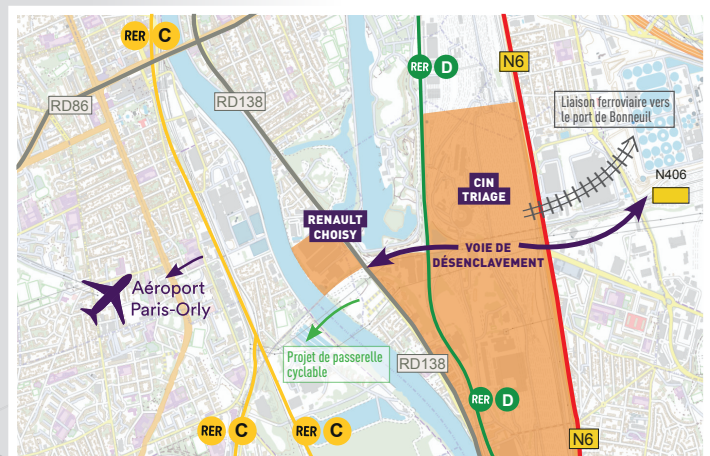 RER C
RER D
N6
RD86
RD138
Liaison ferroviaire vers
le port de Bonneuil
N406
CIN
TRIAGE
RENAULT
CHOISY
VOIE DE
DÉSENCLAVEMENT
Aéroport
Paris-Orly
Projet de passerelle
cyclable
RD138
RER D
RER C
RER C
N6